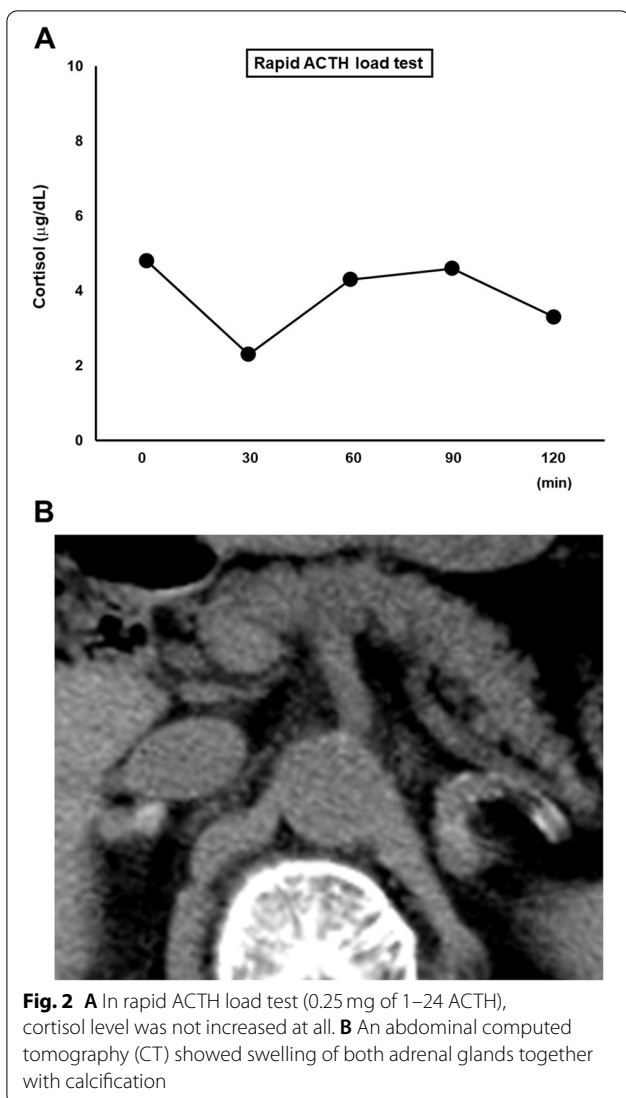 A
Rapid ACTH load test
10
8
6
4
2
0
Cortisol (μg/dL)
0 30 60 90 120
(min)
B
Fig. 2 A In rapid ACTH load test (0.25 mg of 1–24 ACTH),
cortisol level was not increased at all. B An abdominal computed
tomography (CT) showed swelling of both adrenal glands together
with calcification